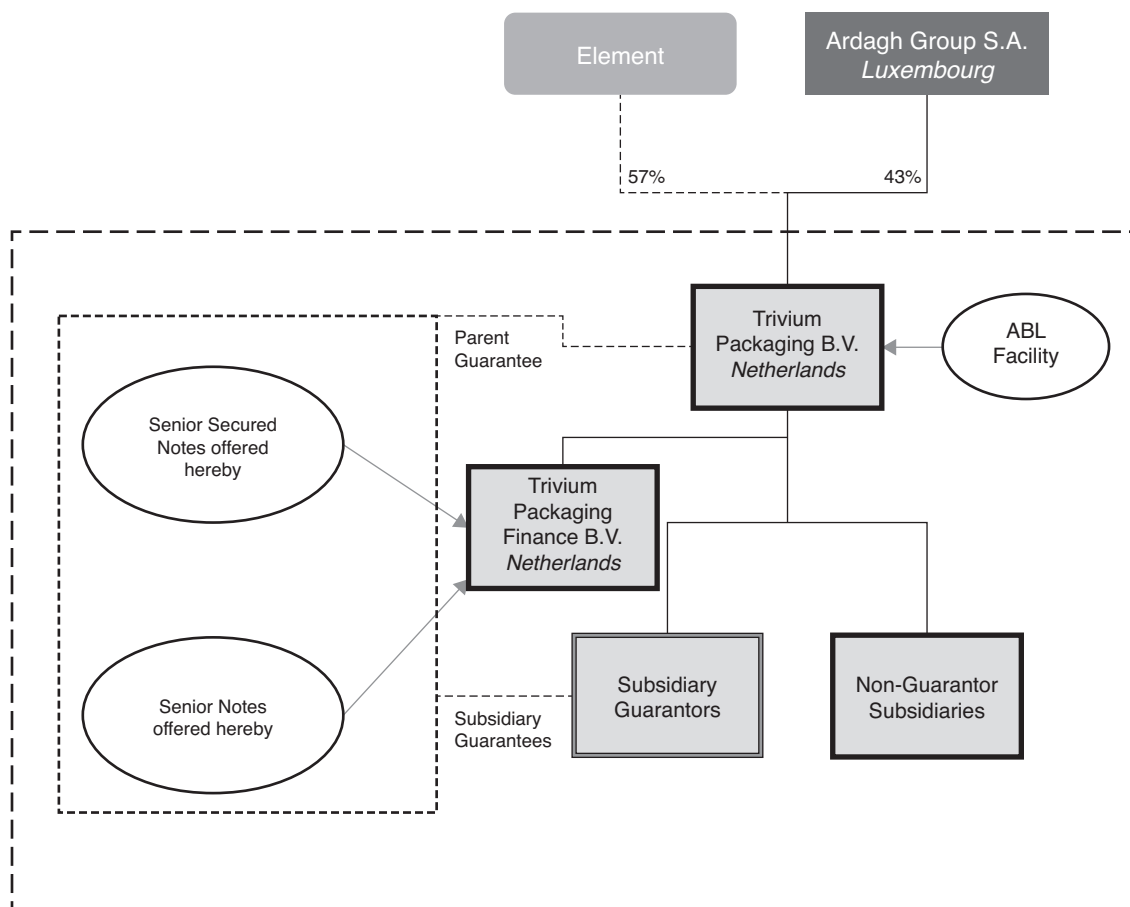 Element
Ardagh Group S.A.
Luxembourg
57%
43%
Trivium
Packaging B.V.
Netherlands
ABL
Facility
Parent
Guarantee
Senior Secured
Notes offered
hereby
Trivium
Packaging
Finance B.V.
Netherlands
Senior Notes
offered hereby
Subsidiary
Guarantees
Subsidiary
Guarantors
Non-Guarantor
Subsidiaries